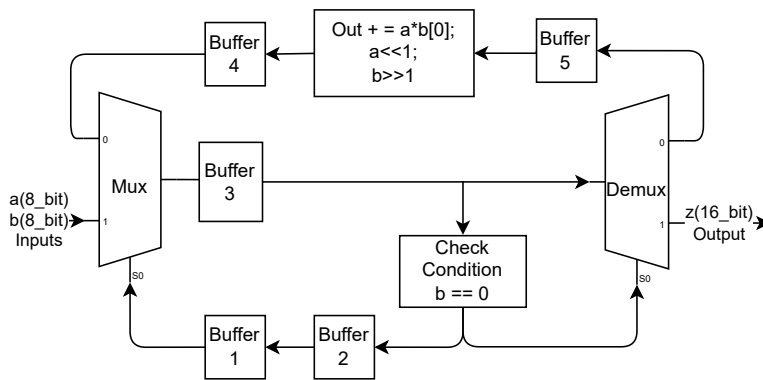 Buffer
4
Out + = a*b[0];
a<<1;
b>>1
Buffer
5
0
Mux
a(8_bit)
b(8_bit)
Inputs
1
S0
Buffer
3
Check
Condition
b == 0
0
Demux
1
z(16_bit)
Output
S0
Buffer
1
Buffer
2